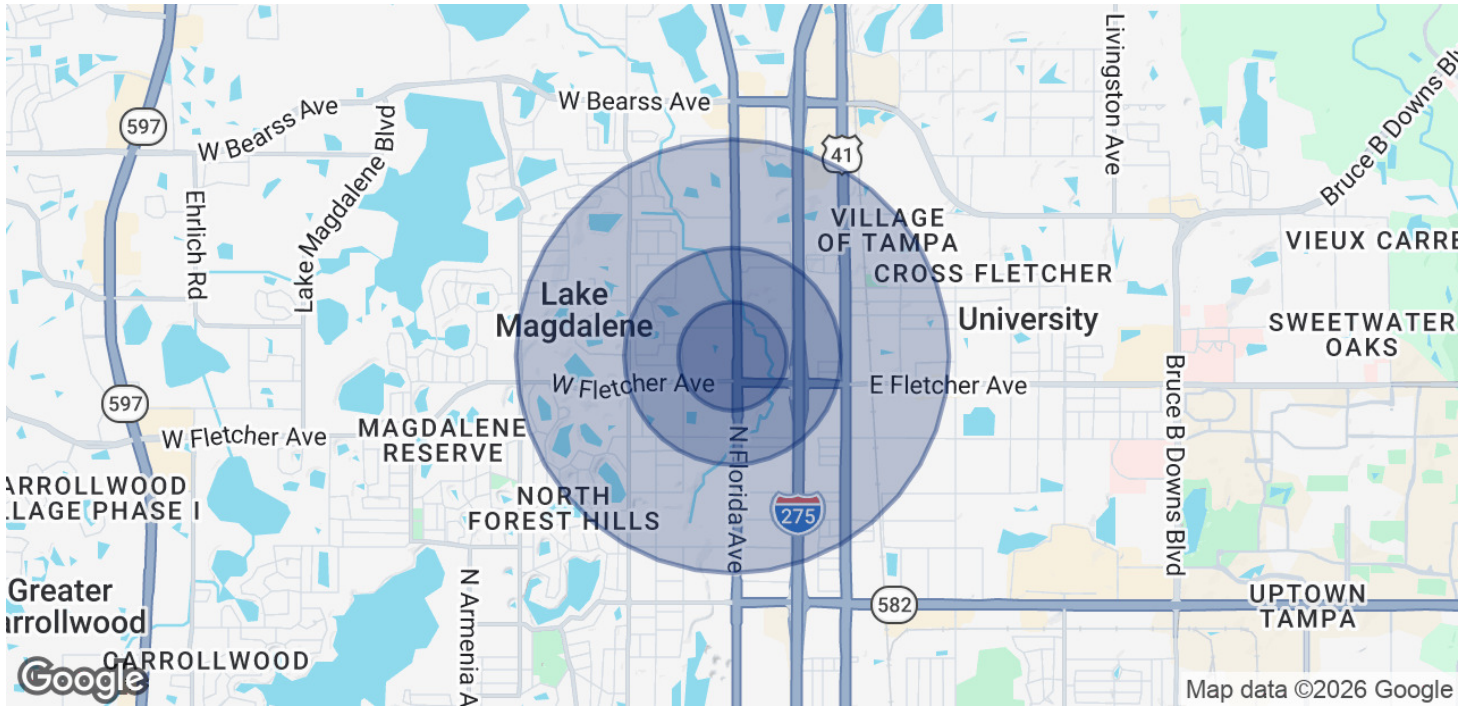 Livingston Ave
W Bearss Ave
597
W Bearss Ave
Lake Magdalene Blvp
41
Bruce B Downs Bl
Ehrlich Rd
VILLAGE
OF TAMPA
VIEUX CARRE
CROSS FLETCHER
Lake
Magdalene
University
SWEETWATER
OAKS
W Fletcher Ave
E Fletcher Ave
597
W Fletcher Ave
MAGDALENE
RESERVE
Bruce B Downs Blvd
N Florida Ave
ARROLLWOOD
LLAGE PHASE I
NORTH
FOREST HILLS
275
N Armenia A
Greater
arrollwood
582
UPTOWN
TAMPA
CARROLLWOOD
Google
Map data ©2026 Google